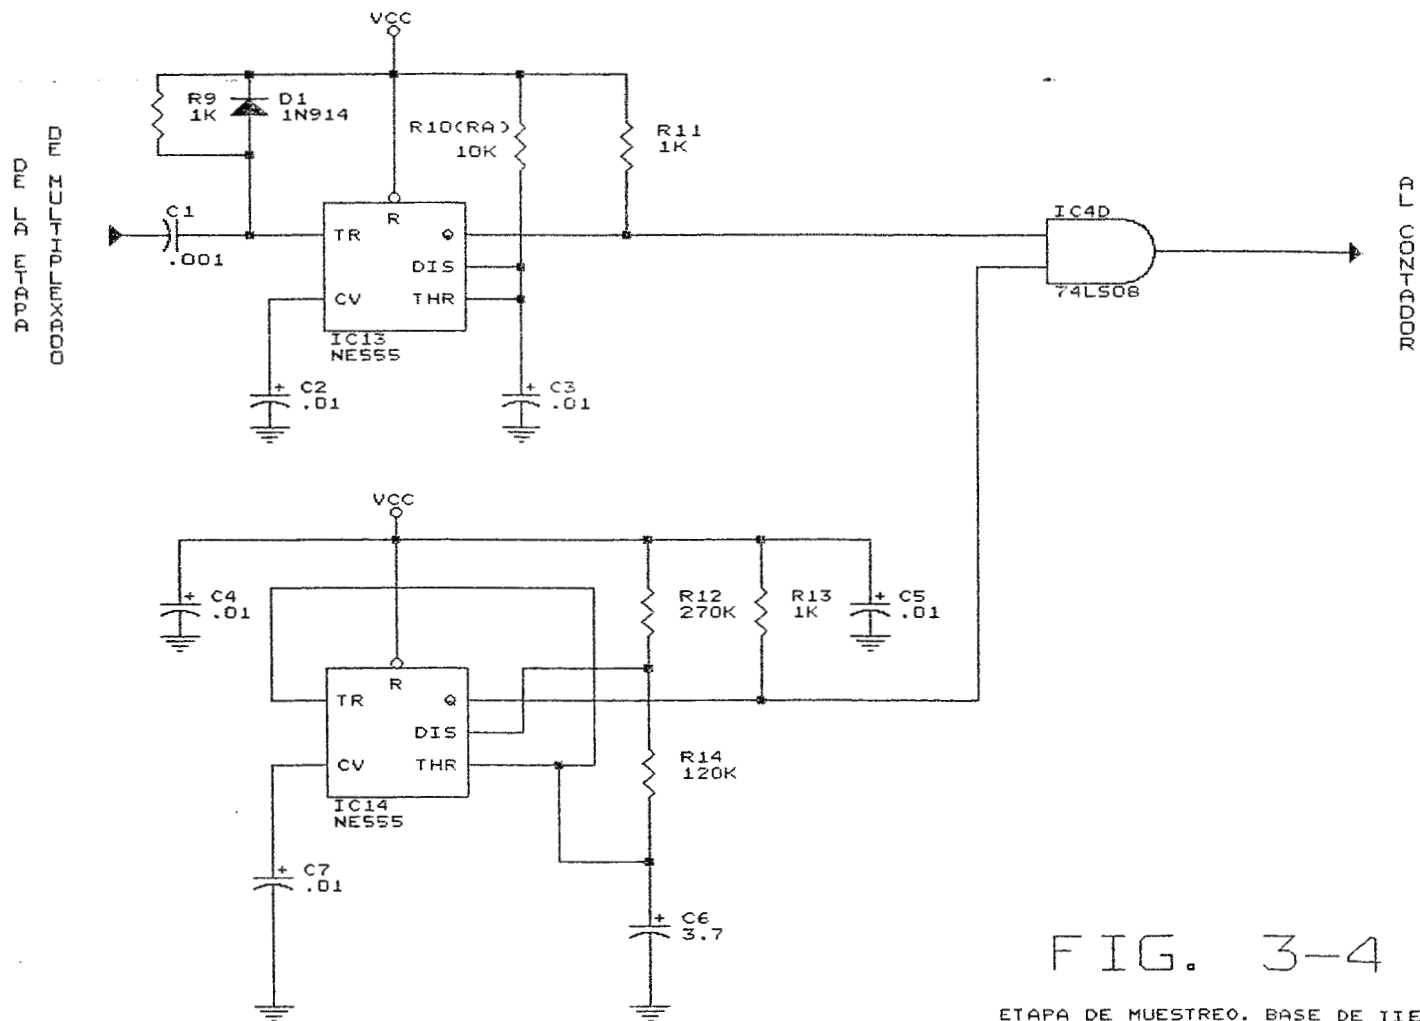 VCC
R9
1K
D1
1N914
R10(RA)
10K
R11
1K
DE LA ETAPA
DE MULTIPLEXADO
C1
.001
R
TR
Q
DIS
CV
THR
IC13
NE555
C2
.01
C3
.01
IC4D
74LS08
AL CONTADOR
VCC
C4
.01
R12
270K
R13
1K
C5
.01
R
TR
Q
DIS
CV
THR
IC14
NE555
R14
120K
C7
.01
C6
3.7
FIG. 3-4
ETAPA DE MUESTREO. BASE DE TIE